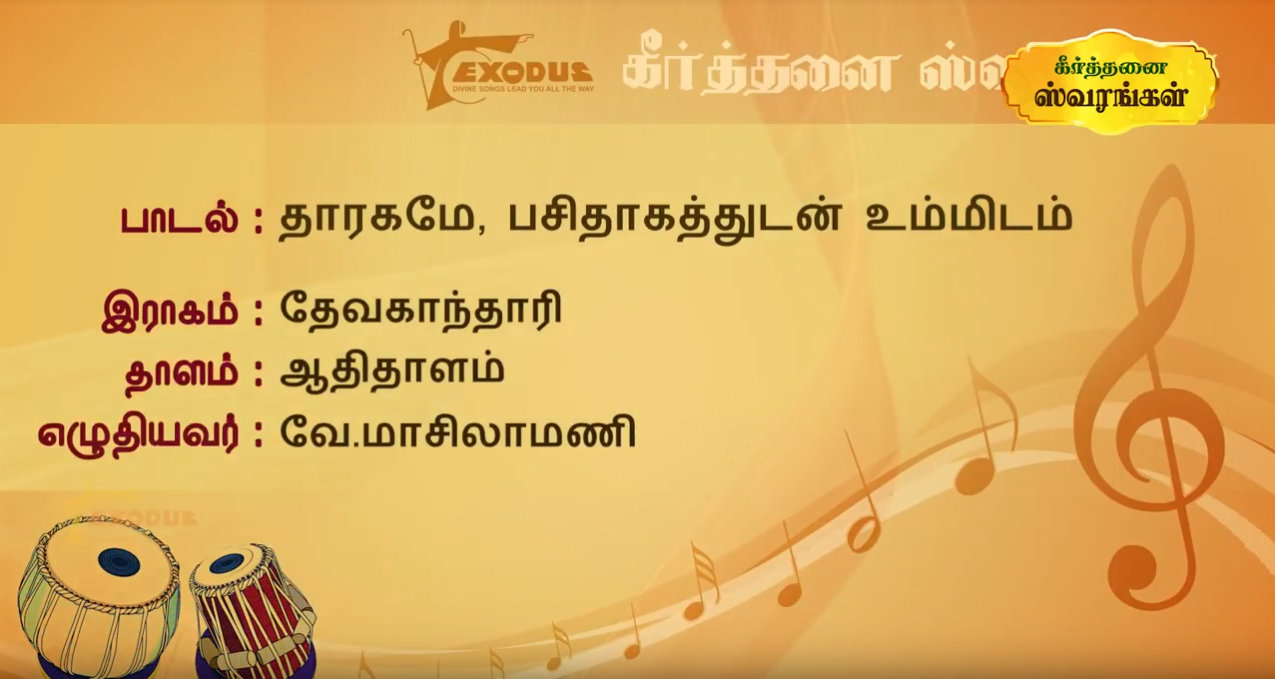 EXODUS
DIVINE SONGS LEAD YOU ALL THE WAY
கீர்த்தனை
கீர்த்தனை
ஸ்வரங்கள்
பாடல் : தாரகமே, பசிதாகத்துடன் உம்மிடம்
இராகம் : தேவகாந்தாரி
தாளம் : ஆதிதாளம்
எழுதியவர் : வே.மாசிலாமணி
EXODUS